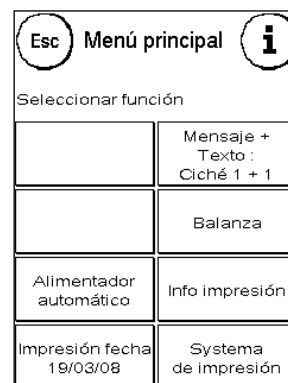 Esc Menú principal i
Seleccionar función
Mensaje +
Texto :
Ciché 1 + 1
Balanza
Alimentador
automático
Info impresión
Impresión fecha
19/03/08
Systema
de impresión